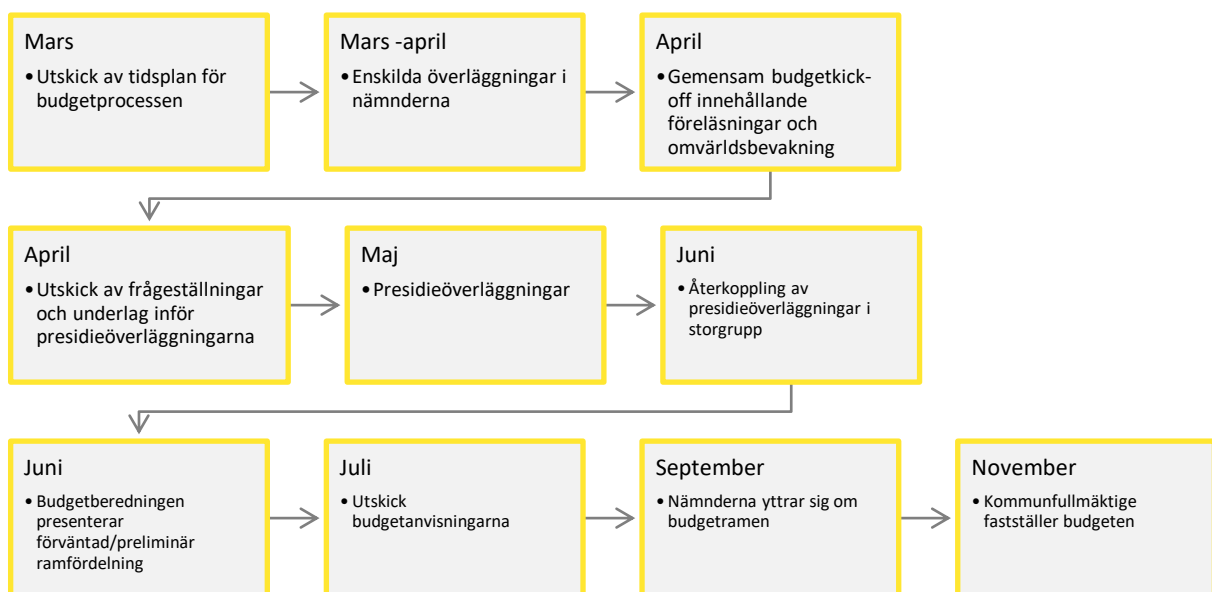 Mars
• Utskick av tidsplan för
budgetprocessen
Mars -april
• Enskilda överläggningar i
nämnderna
April
• Gemensam budgetkick-
off innehållande
föreläsningar och
omvärldsbevakning
April
• Utskick av frågeställningar
och underlag inför
presidieöverläggningarna
Maj
• Presidieöverläggningar
Juni
• Återkoppling av
presidieöverläggningar i
storgrupp
Juni
• Budgetberedningen
presenterar
förväntad/preliminär
ramfördelning
Juli
• Utskick
budgetanvisningarna
September
• Nämnderna yttrar sig om
budgetramen
November
• Kommunfullmäktige
fastställer budgeten